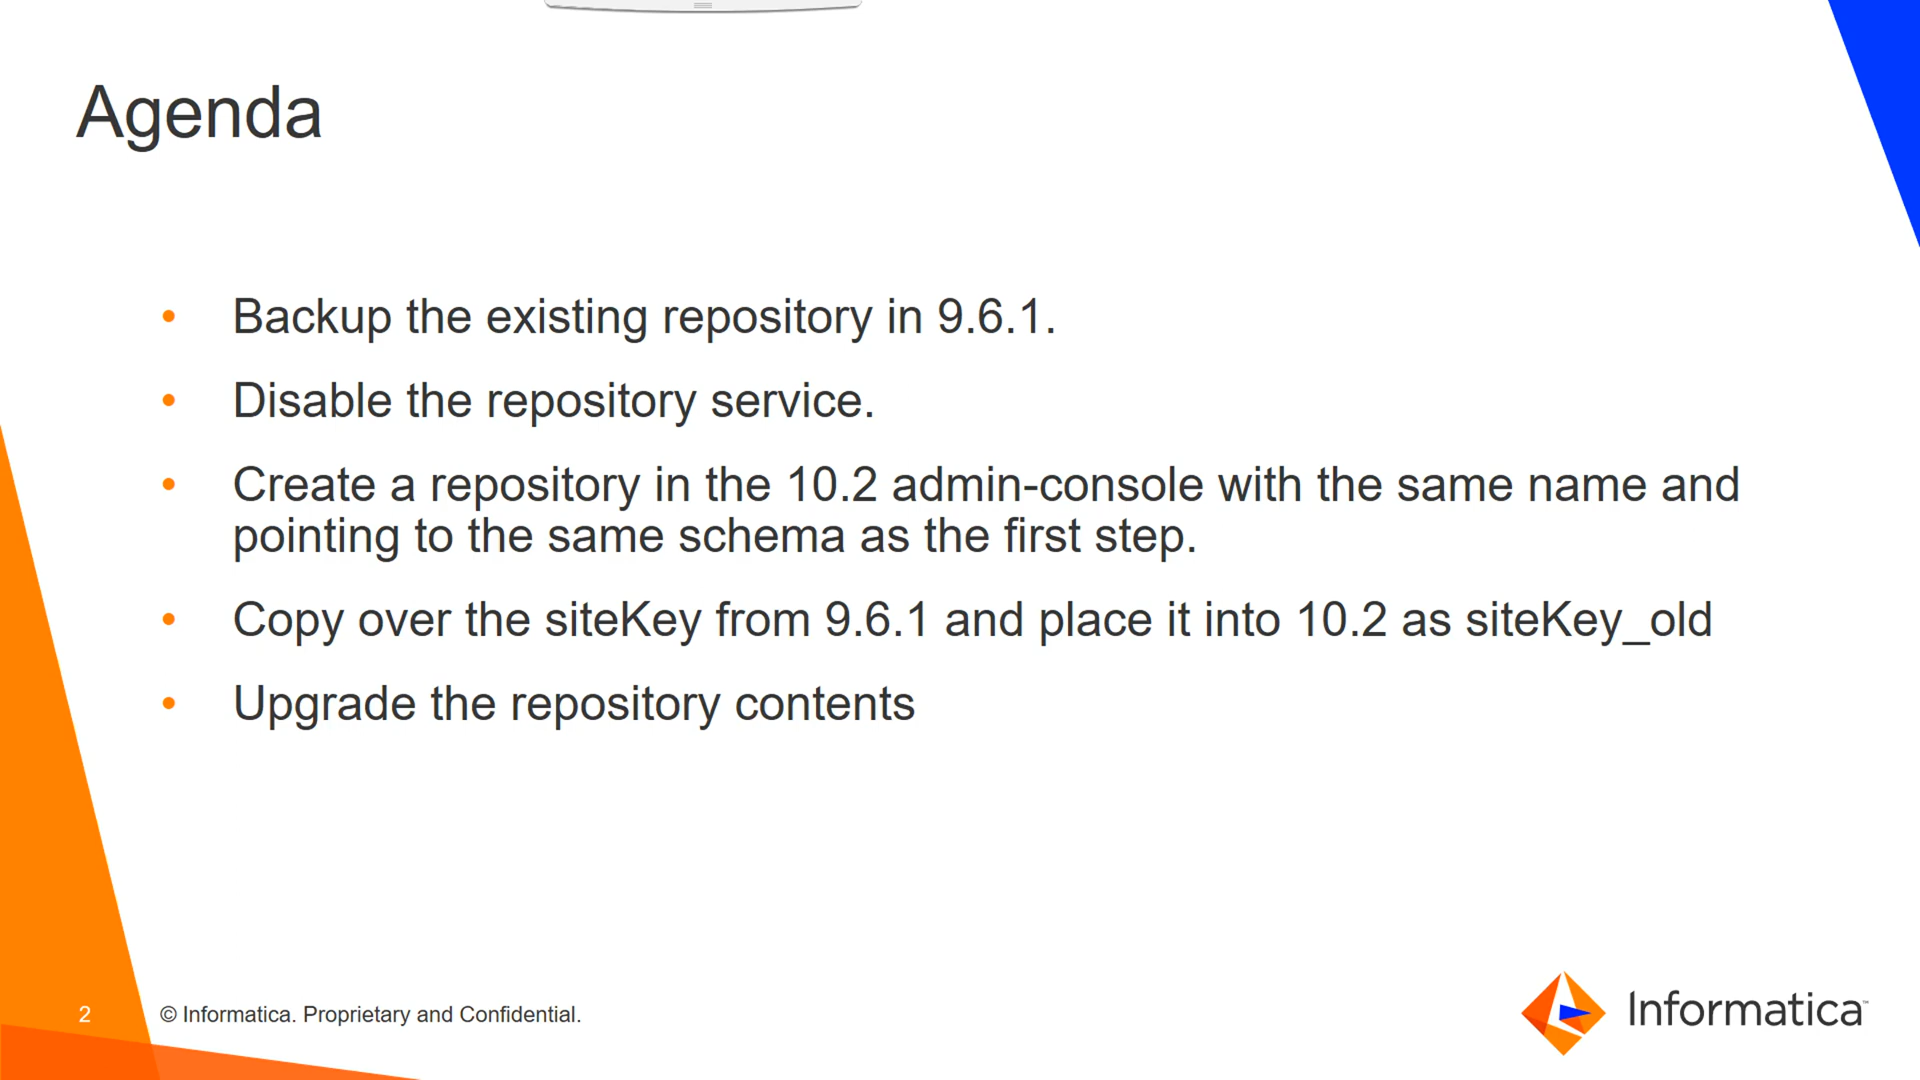 Agenda
• Backup the existing repository in 9.6.1.
• Disable the repository service.
• Create a repository in the 10.2 admin-console with the same name and
pointing to the same schema as the first step.
• Copy over the siteKey from 9.6.1 and place it into 10.2 as siteKey_old
• Upgrade the repository contents
2 © Informatica. Proprietary and Confidential.
Informatica™